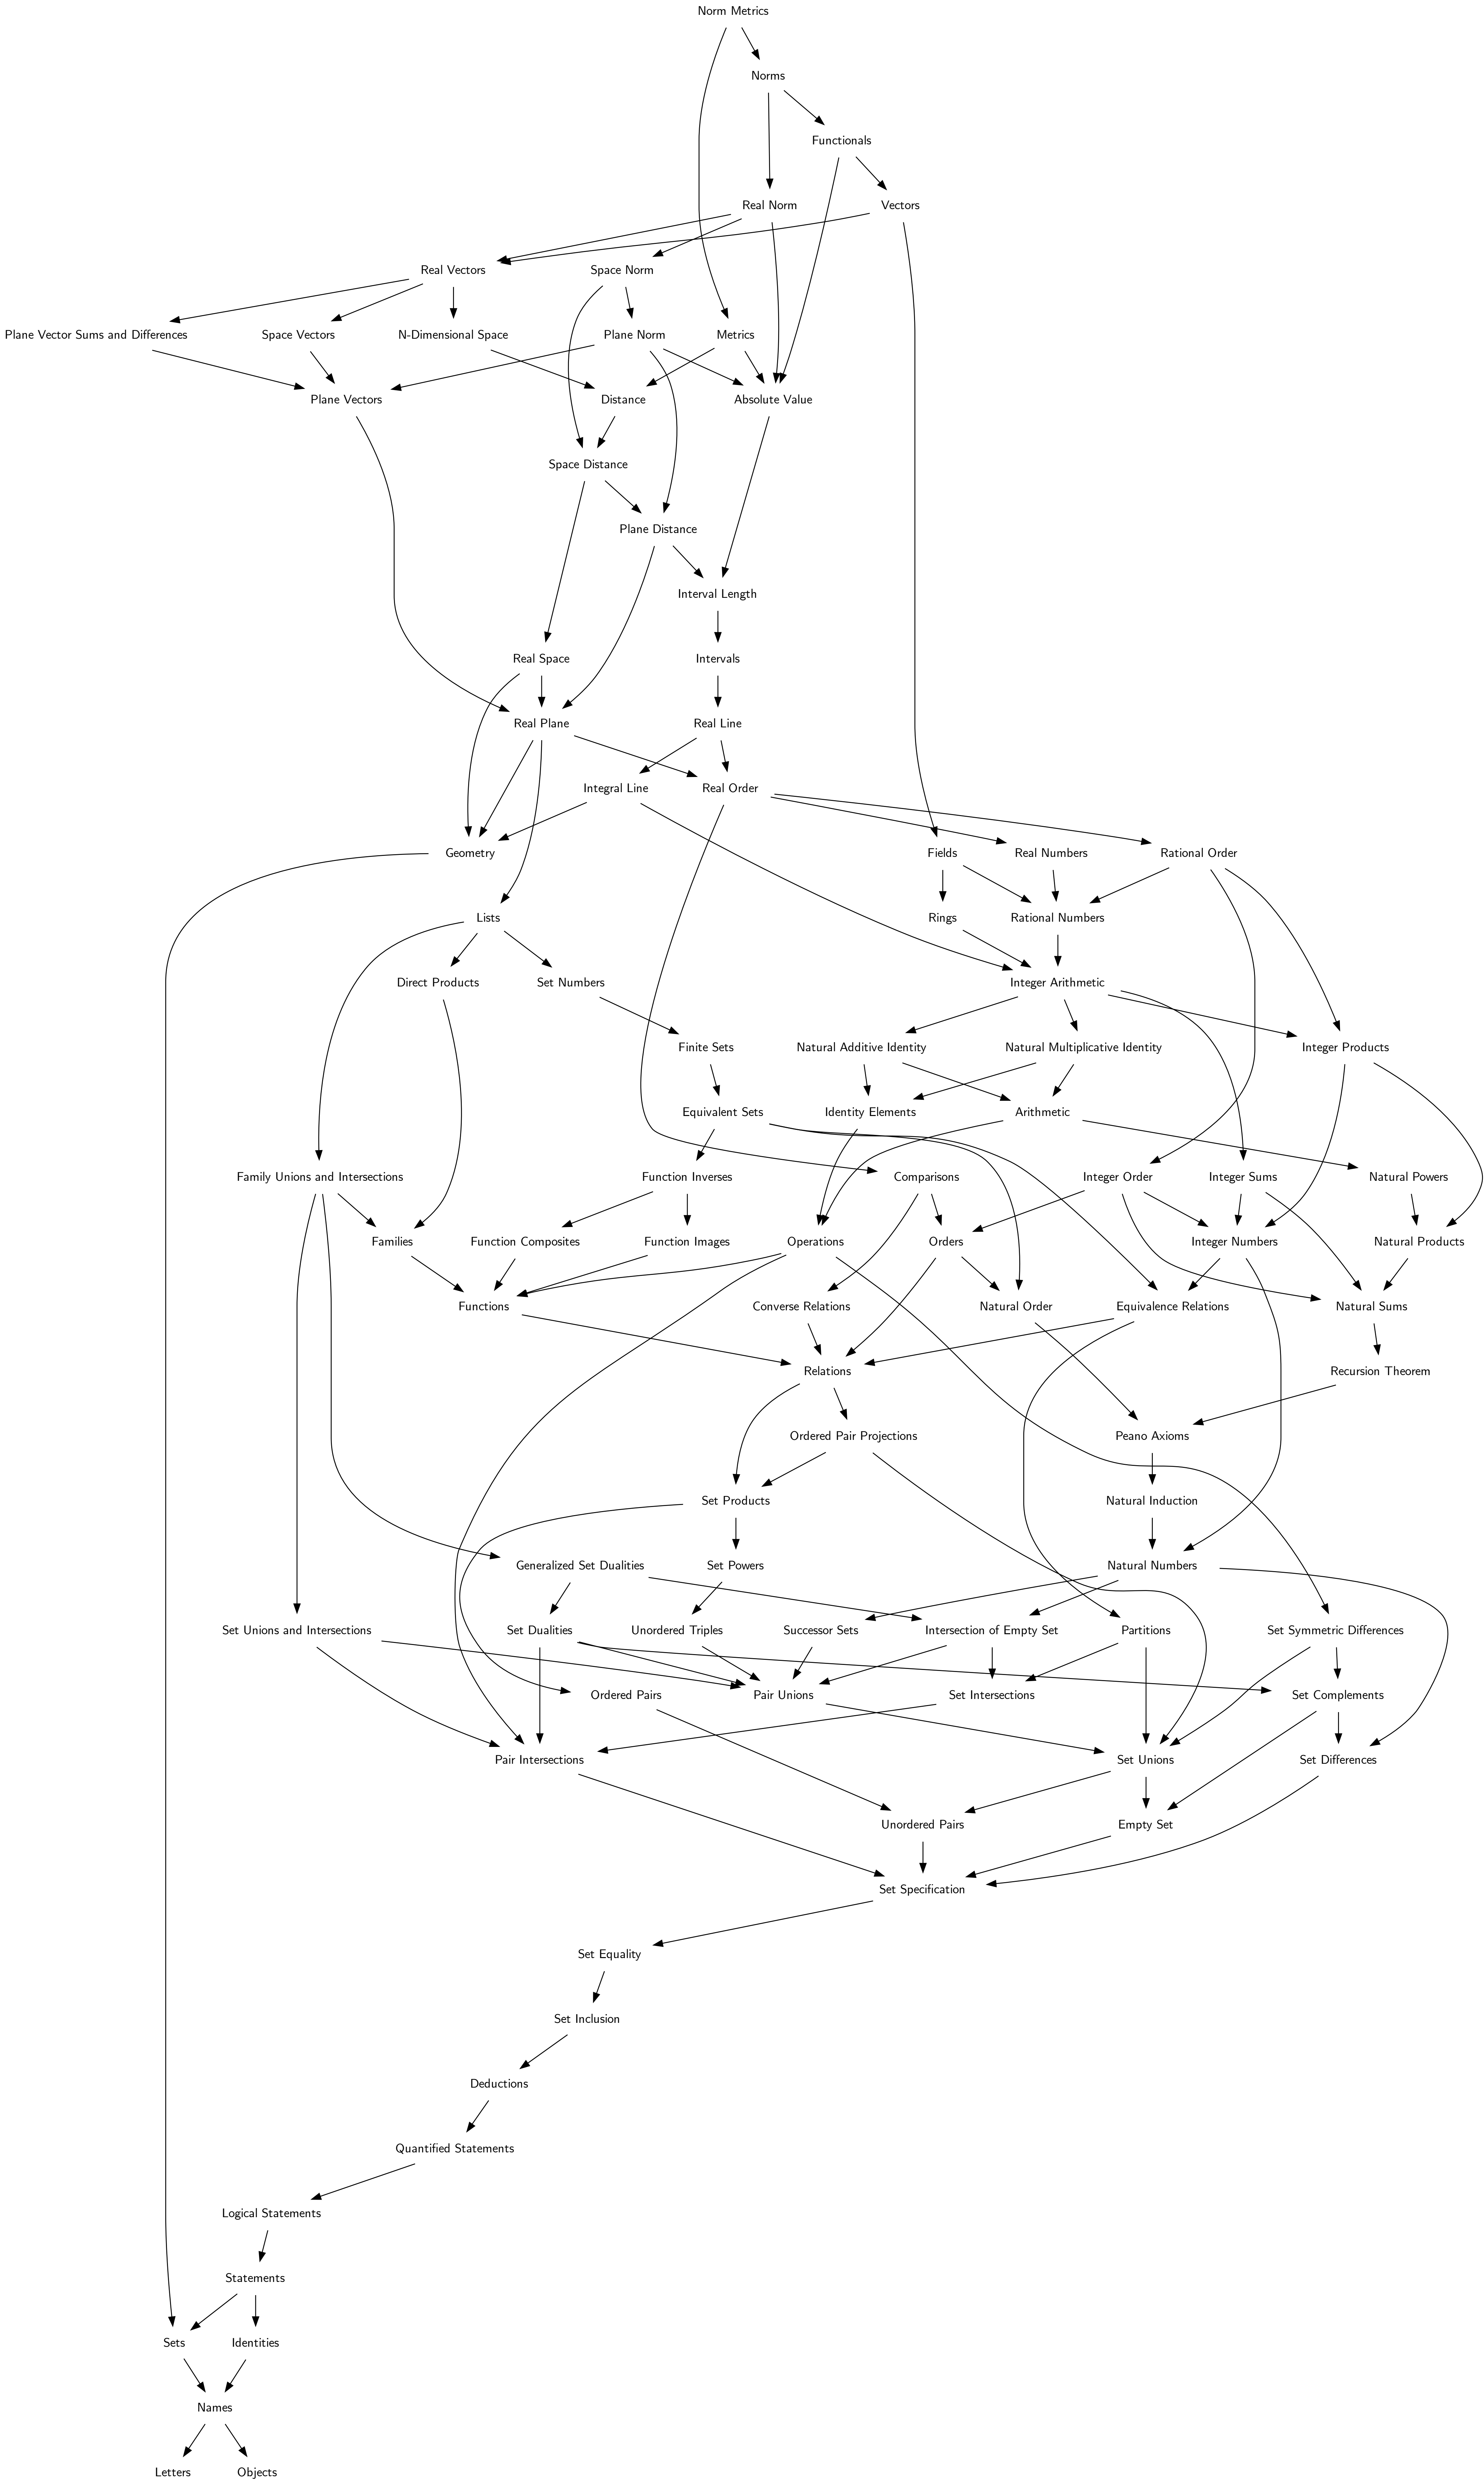 Norm Metrics
Norms
Functionals
Real Norm
Vectors
Real Vectors
Space Norm
Plane Vector Sums and Differences
Space Vectors
N-Dimensional Space
Plane Norm
Metrics
Plane Vectors
Distance
Absolute Value
Space Distance
Plane Distance
Interval Length
Real Space
Intervals
Real Plane
Real Line
Integral Line
Real Order
Geometry
Fields
Real Numbers
Rational Order
Lists
Rings
Rational Numbers
Direct Products
Set Numbers
Integer Arithmetic
Finite Sets
Natural Additive Identity
Natural Multiplicative Identity
Integer Products
Equivalent Sets
Identity Elements
Arithmetic
Family Unions and Intersections
Function Inverses
Comparisons
Integer Order
Integer Sums
Natural Powers
Families
Function Composites
Function Images
Operations
Orders
Integer Numbers
Natural Products
Functions
Converse Relations
Natural Order
Equivalence Relations
Natural Sums
Relations
Recursion Theorem
Ordered Pair Projections
Peano Axioms
Set Products
Natural Induction
Generalized Set Dualities
Set Powers
Natural Numbers
Set Unions and Intersections
Set Dualities
Unordered Triples
Successor Sets
Intersection of Empty Set
Partitions
Set Symmetric Differences
Ordered Pairs
Pair Unions
Set Intersections
Set Complements
Pair Intersections
Set Unions
Set Differences
Unordered Pairs
Empty Set
Set Specification
Set Equality
Set Inclusion
Deductions
Quantified Statements
Logical Statements
Statements
Sets
Identities
Names
Letters
Objects